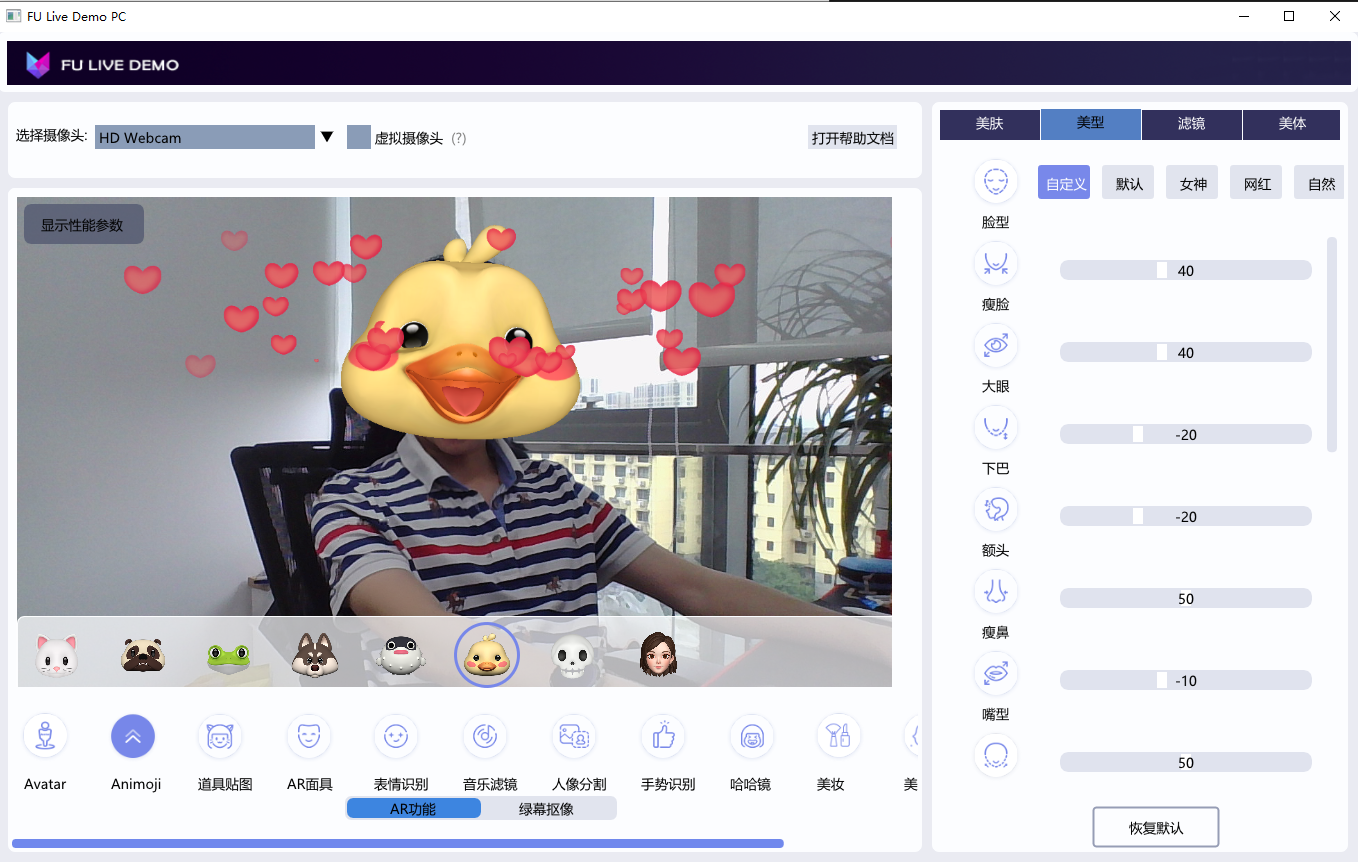 FU Live Demo PC
FU LIVE DEMO
选择摄像头: HD Webcam ▼ 虚拟摄像头 (?) 打开帮助文档
显示性能参数
Avatar Animoji 道具贴图 AR面具 表情识别 音乐滤镜 人像分割 手势识别 哈哈镜 美妆 美
AR功能 绿幕抠像
美肤 美型 滤镜 美体
自定义 默认 女神 网红 自然
脸型
40
瘦脸
40
大眼
-20
下巴
-20
额头
50
瘦鼻
-10
嘴型
50
恢复默认